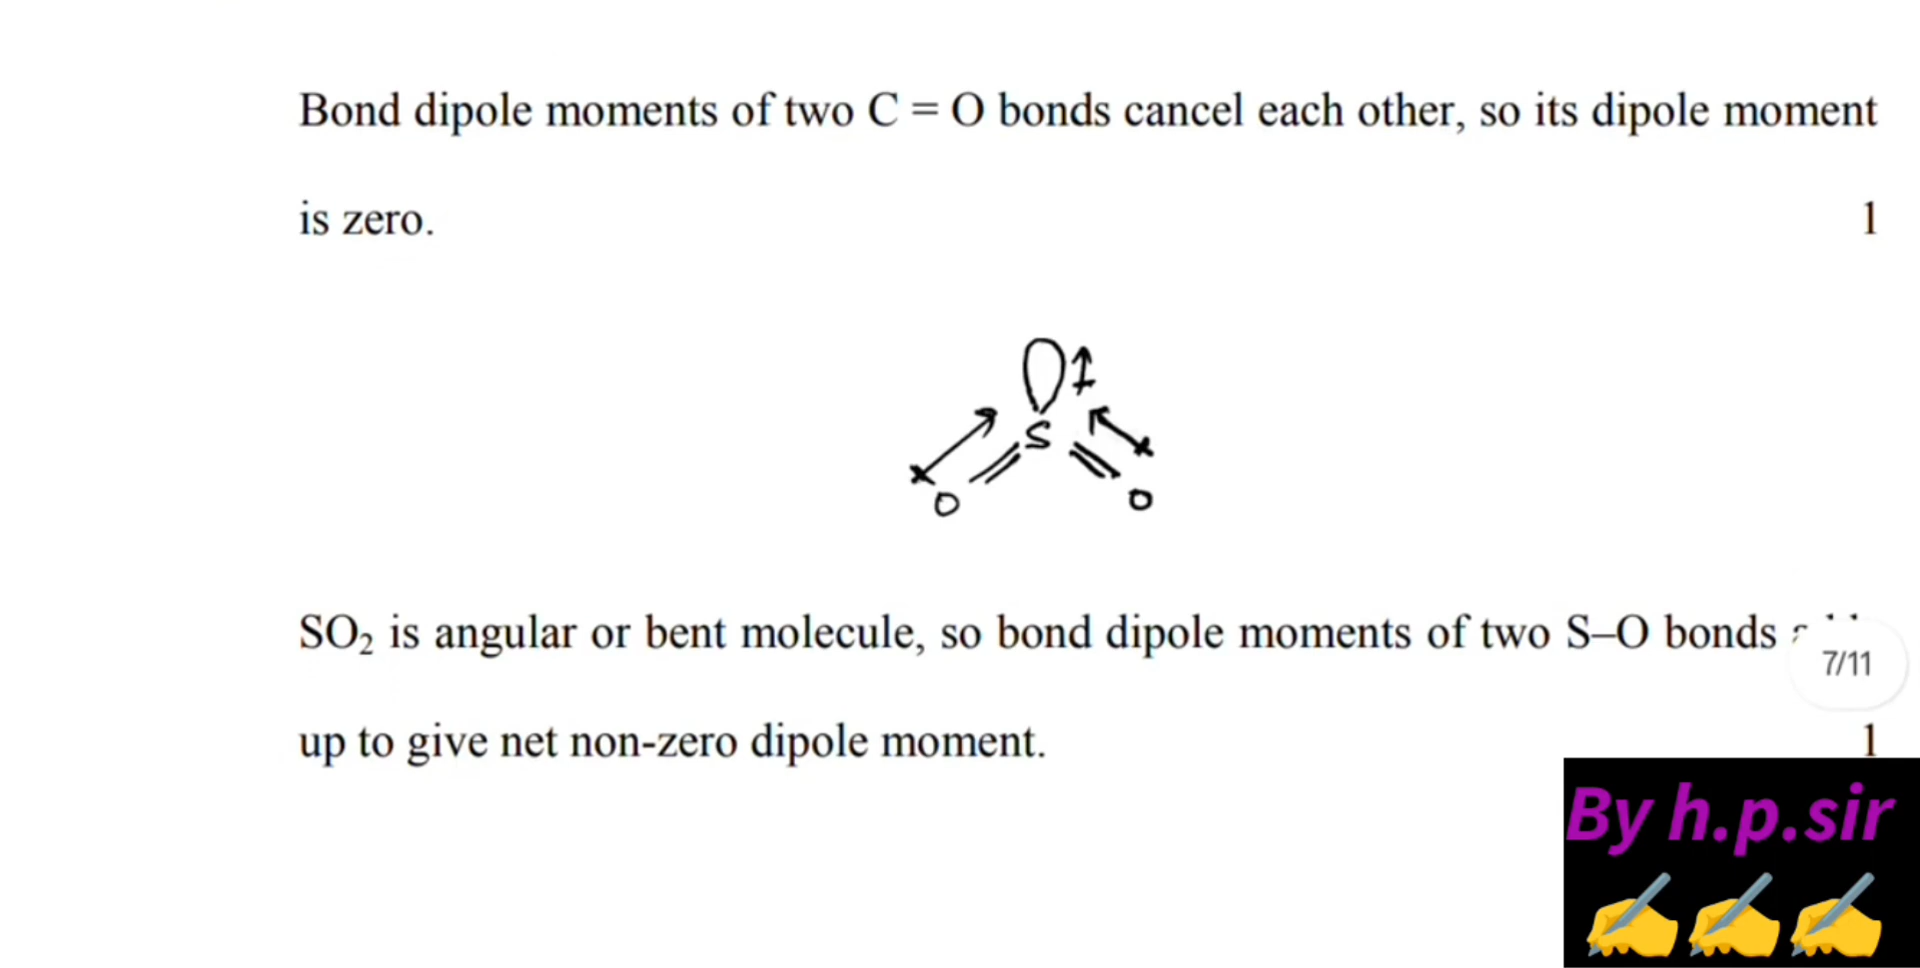 Bond dipole moments of two C = O bonds cancel each other, so its dipole moment
is zero. 1
S
O O
SO₂ is angular or bent molecule, so bond dipole moments of two S–O bonds
7/11
up to give net non-zero dipole moment. 1
By h.p.sir